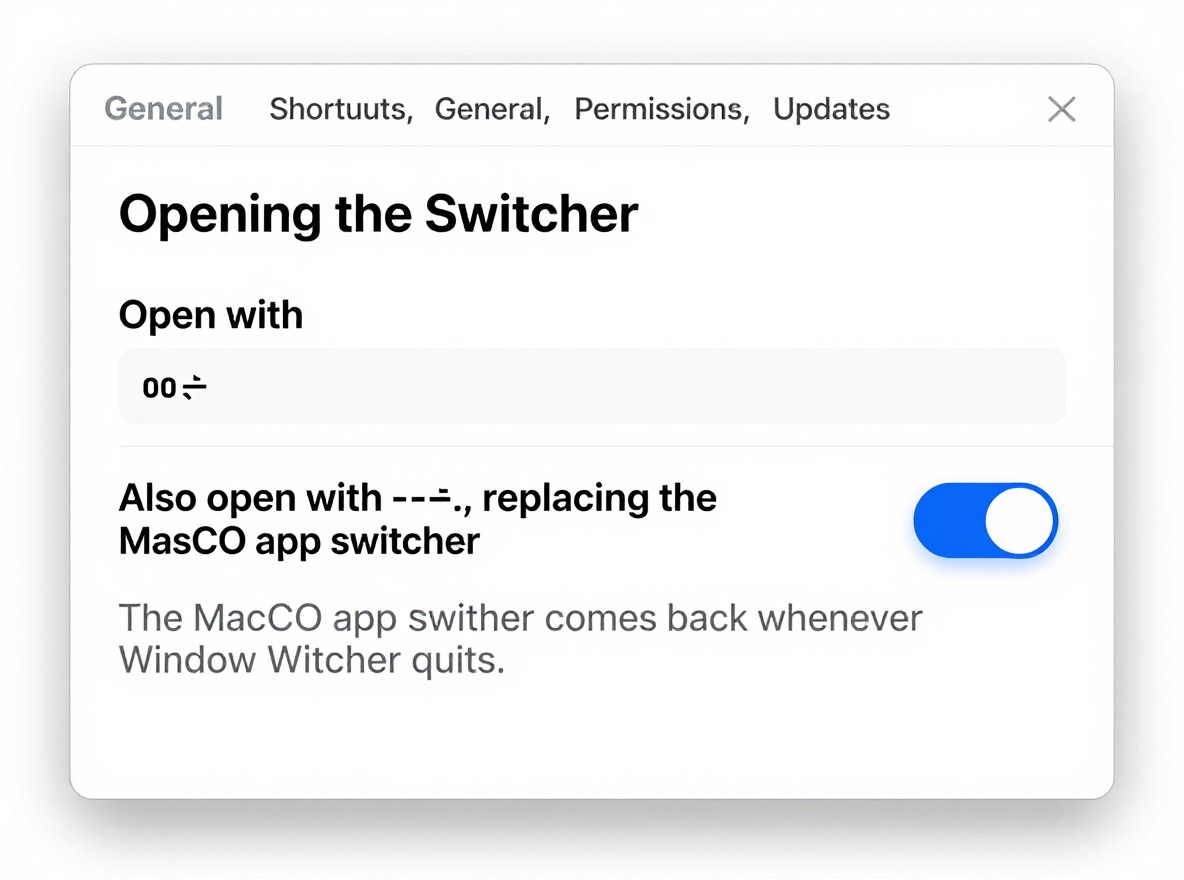 General Shortuuts, General, Permissions, Updates
Opening the Switcher
Open with
00
Also open with ---., replacing the
MasCO app switcher
The MacCO app swither comes back whenever
Window Witcher quits.